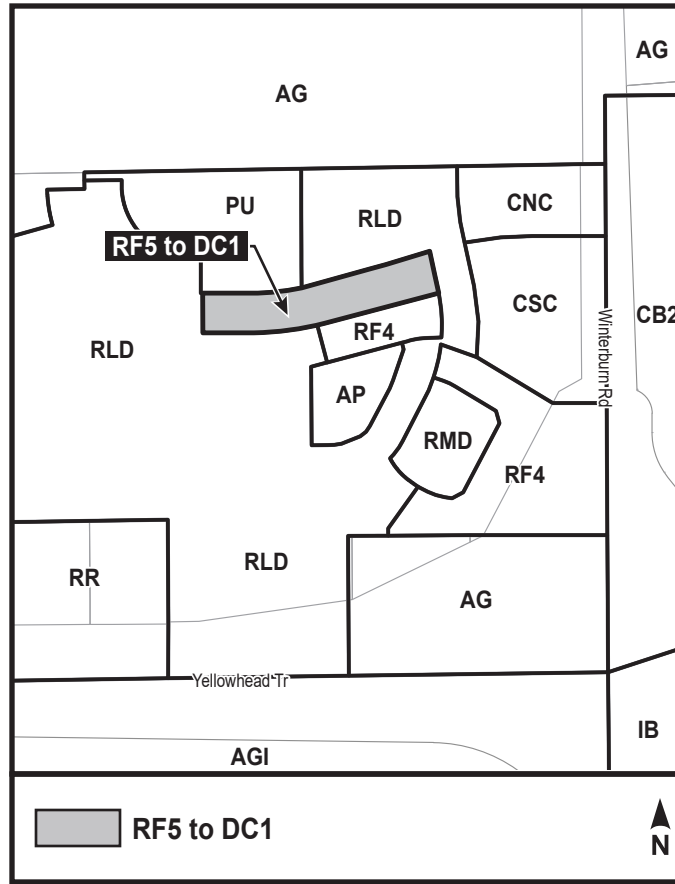 AG
AG
PU
RLD
CNC
RF5 to DC1
CSC
CB2
Winterburn Rd
RLD
RF4
AP
RMD
RF4
RR
RLD
AG
Yellowhead Tr
IB
AGI
RF5 to DC1
N